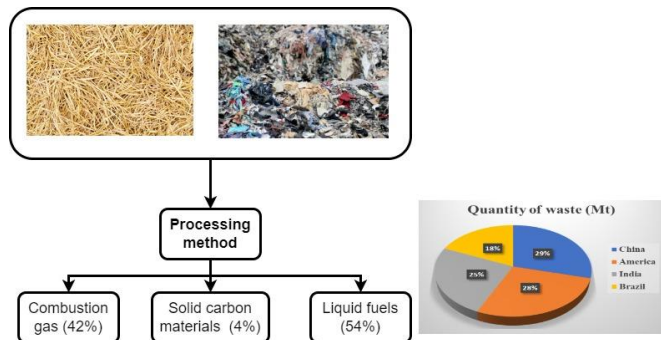 Processing
method
Combustion
gas (42%)
Solid carbon
materials (4%)
Liquid fuels
(54%)
Quantity of waste (Mt)
18%
29%
25%
28%
China
America
India
Brazil